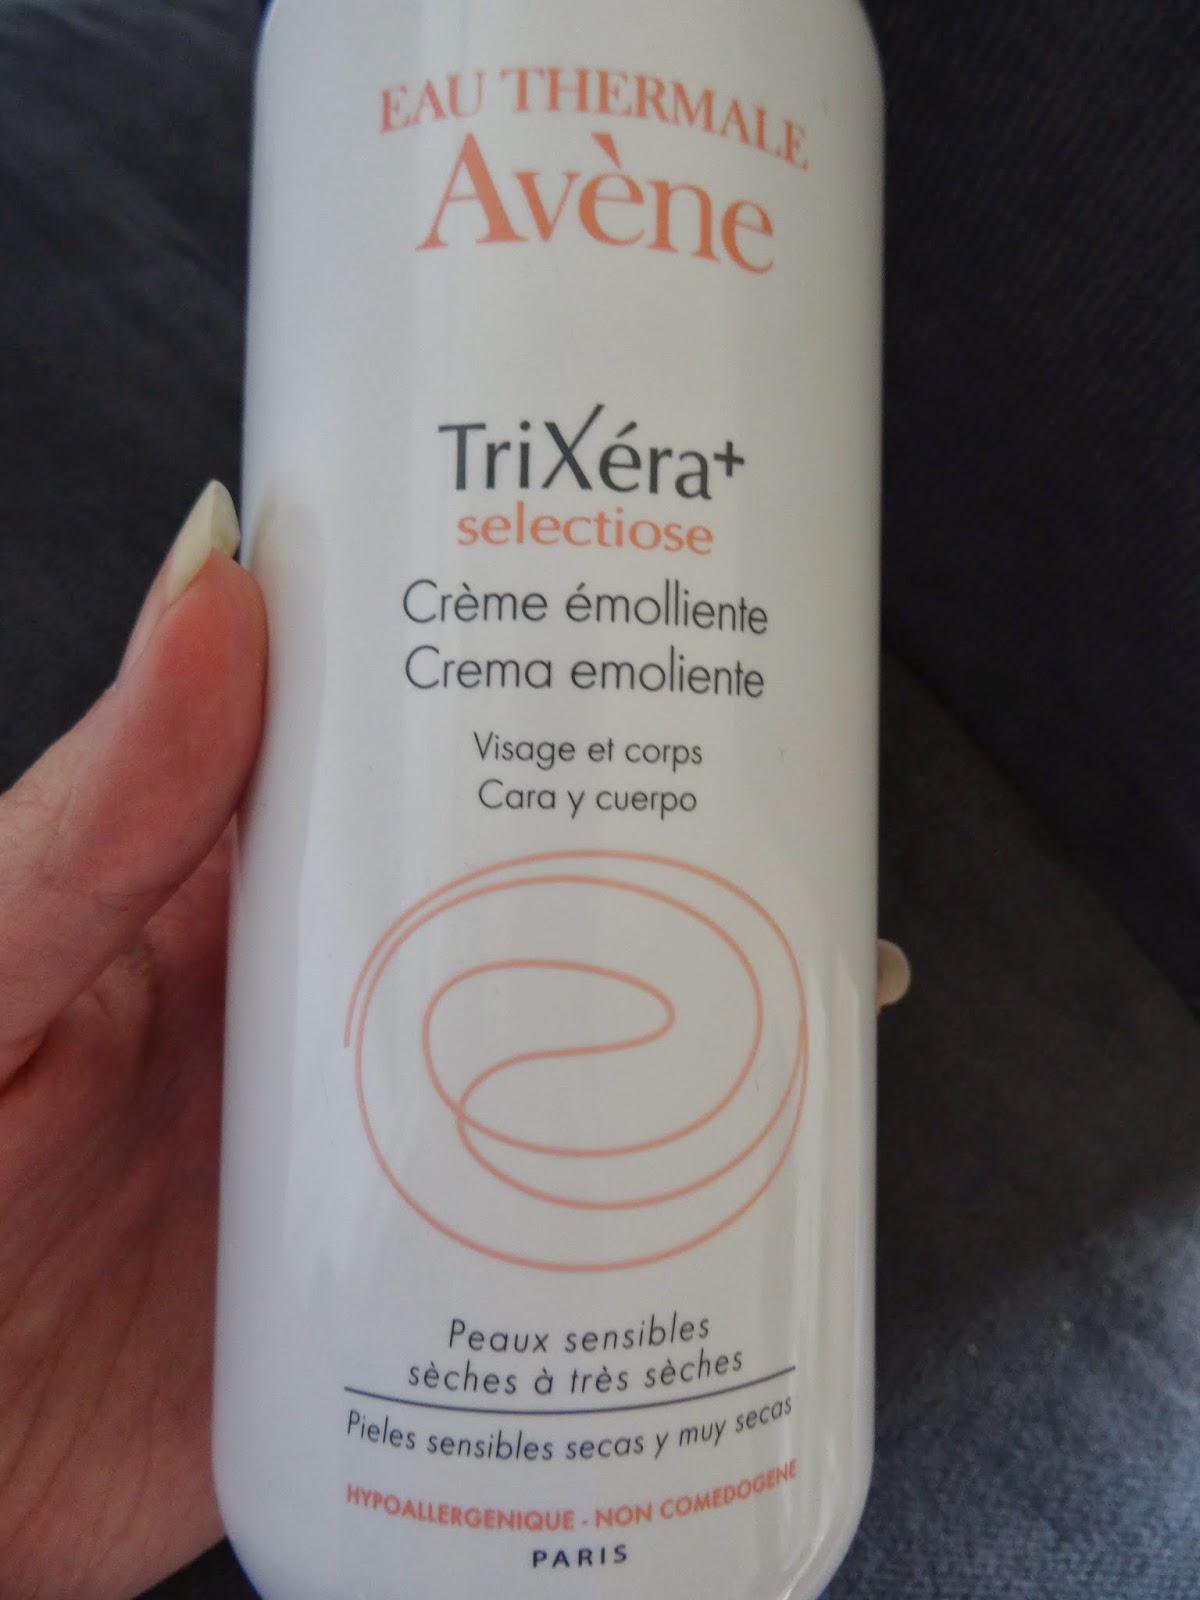 EAU THERMALE
Avène
TriXéra+
selectiose
Crème émolliente
Crema emoliente
Visage et corps
Cara y cuerpo
Peaux sensibles
sèches à très sèches
Pieles sensibles secas y muy secas
HYPOALLERGENIQUE - NON COMEDOGENE
PARIS